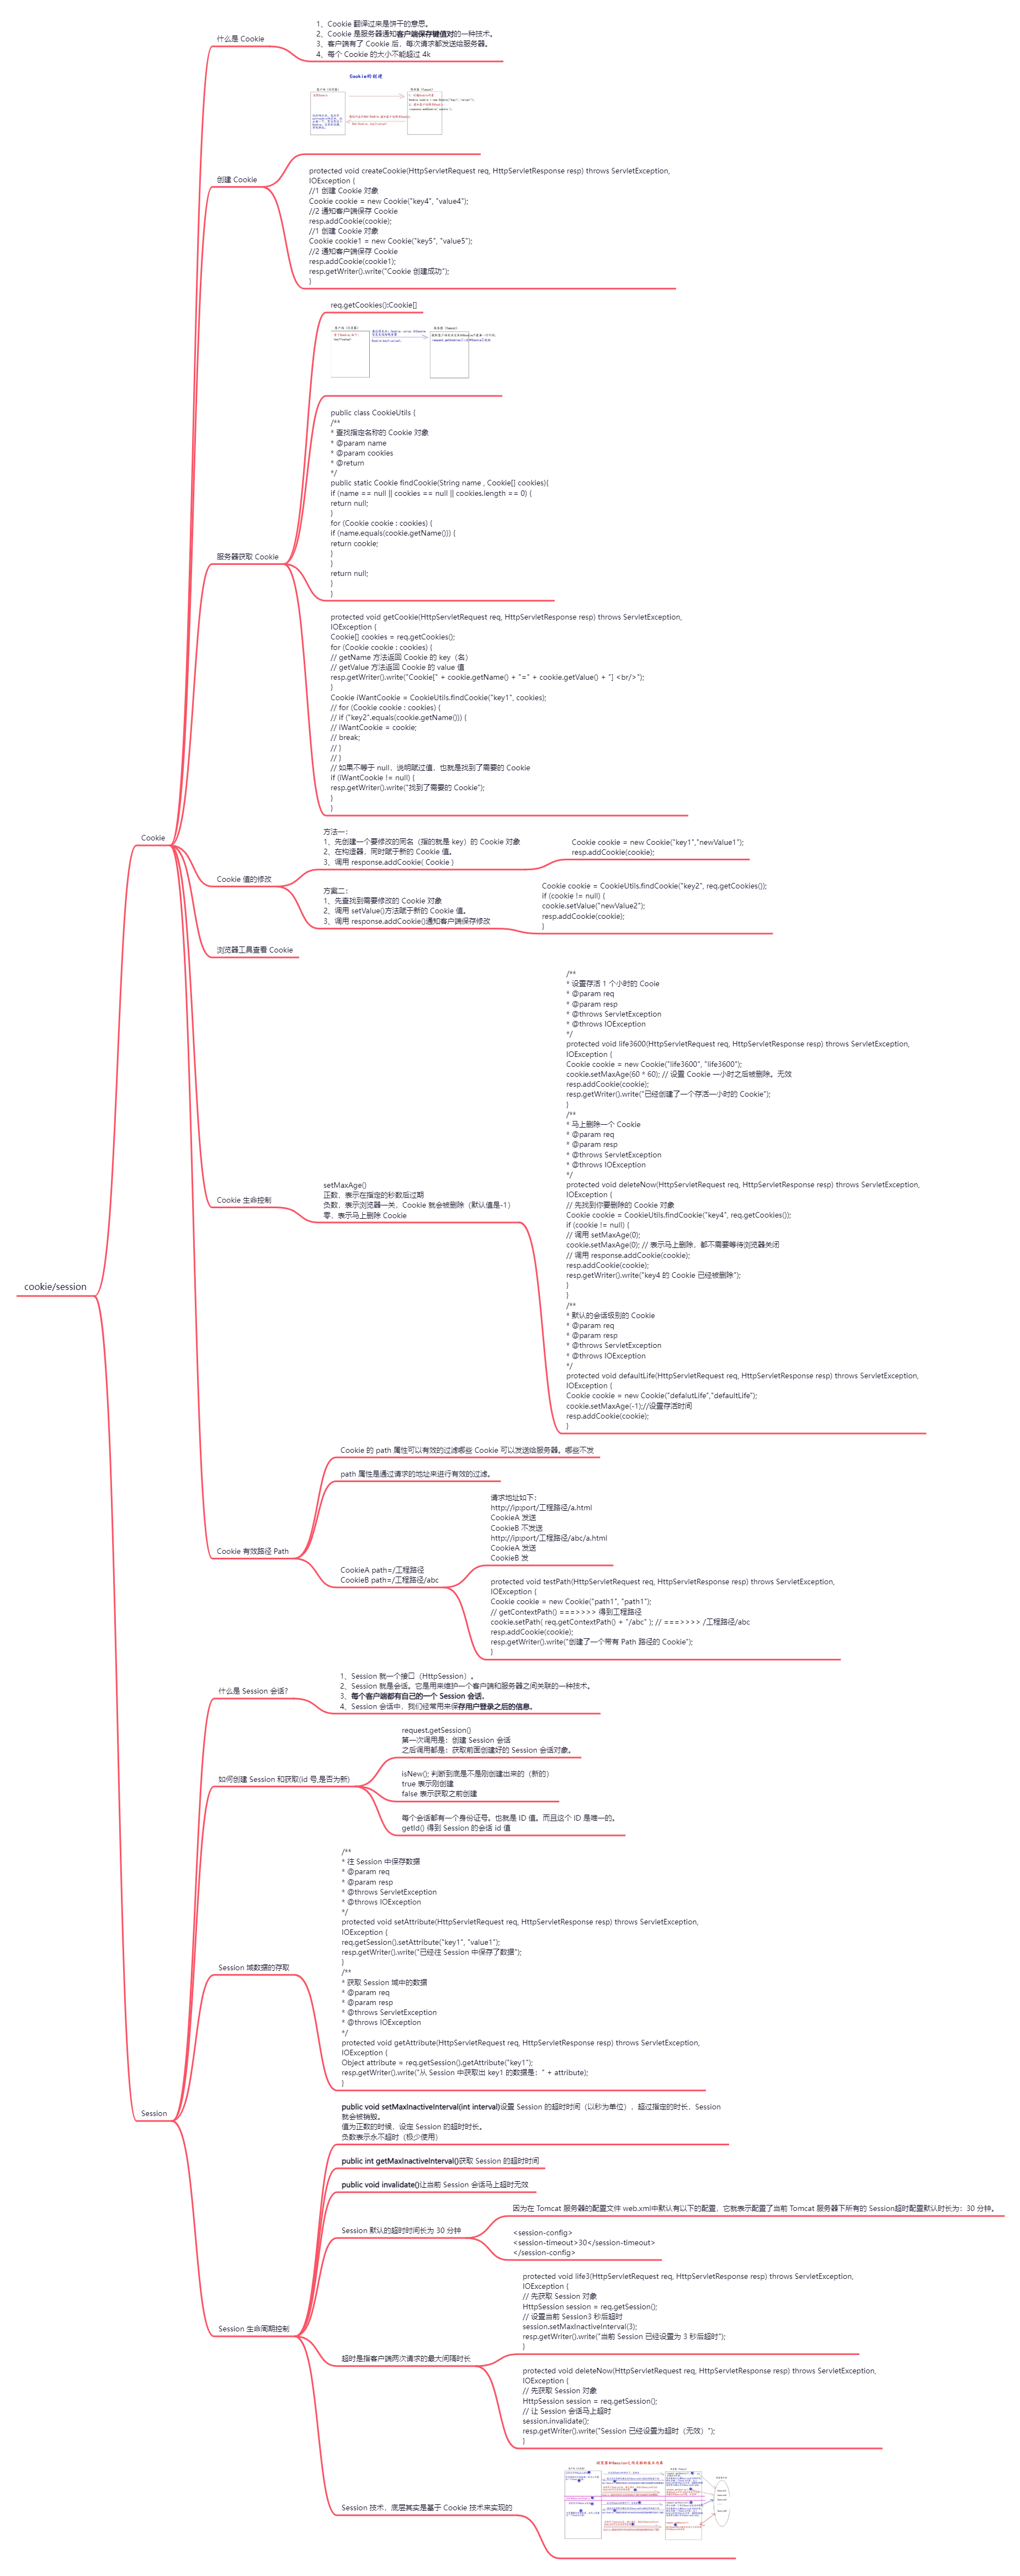 cookie/session
Cookie
什么是 Cookie
1、Cookie 翻译过来是饼干的意思。
2、Cookie 是服务器通知客户端保存键值对的一种技术。
3、客户端有了 Cookie 后，每次请求都发送给服务器。
4、每个 Cookie 的大小不能超过 4k
创建 Cookie
Cookie的创建
protected void createCookie(HttpServletRequest req, HttpServletResponse resp) throws ServletException,
IOException {
//1 创建 Cookie 对象
Cookie cookie = new Cookie("key4", "value4");
//2 通知客户端保存 Cookie
resp.addCookie(cookie);
//1 创建 Cookie 对象
Cookie cookie1 = new Cookie("key5", "value5");
//2 通知客户端保存 Cookie
resp.addCookie(cookie1);
resp.getWriter().write("Cookie 创建成功");
}
服务器获取 Cookie
req.getCookies():Cookie[]
public class CookieUtils {
/**
* 查找指定名称的 Cookie 对象
* @param name
* @param cookies
* @return
*/
public static Cookie findCookie(String name , Cookie[] cookies){
if (name == null || cookies == null || cookies.length == 0) {
return null;
}
for (Cookie cookie : cookies) {
if (name.equals(cookie.getName())) {
return cookie;
}
}
return null;
}
}
protected void getCookie(HttpServletRequest req, HttpServletResponse resp) throws ServletException,
IOException {
Cookie[] cookies = req.getCookies();
for (Cookie cookie : cookies) {
// getName 方法返回 Cookie 的 key（名）
// getValue 方法返回 Cookie 的 value 值
resp.getWriter().write("Cookie[" + cookie.getName() + "=" + cookie.getValue() + "] <br/>");
}
Cookie iWantCookie = CookieUtils.findCookie("key1", cookies);
// for (Cookie cookie : cookies) {
// if ("key2".equals(cookie.getName())) {
// iWantCookie = cookie;
// break;
// }
// }
// 如果不等于 null，说明赋过值，也就是找到了需要的 Cookie
if (iWantCookie != null) {
resp.getWriter().write("找到了需要的 Cookie");
}
}
Cookie 值的修改
方法一：
1、先创建一个要修改的同名（指的就是 key）的 Cookie 对象
2、在构造器，同时赋于新的 Cookie 值。
3、调用 response.addCookie( Cookie )
Cookie cookie = new Cookie("key1","newValue1");
resp.addCookie(cookie);
方案二：
1、先查找到需要修改的 Cookie 对象
2、调用 setValue()方法赋于新的 Cookie 值。
3、调用 response.addCookie()通知客户端保存修改
Cookie cookie = CookieUtils.findCookie("key2", req.getCookies());
if (cookie != null) {
cookie.setValue("newValue2");
resp.addCookie(cookie);
}
浏览器工具查看 Cookie
Cookie 生命控制
setMaxAge()
正数，表示在指定的秒数后过期
负数，表示浏览器一关，Cookie 就会被删除（默认值是-1）
零，表示马上删除 Cookie
/**
* 设置存活 1 个小时的 Cooie
* @param req
* @param resp
* @throws ServletException
* @throws IOException
*/
protected void life3600(HttpServletRequest req, HttpServletResponse resp) throws ServletException,
IOException {
Cookie cookie = new Cookie("life3600", "life3600");
cookie.setMaxAge(60 * 60); // 设置 Cookie 一小时之后被删除。无效
resp.addCookie(cookie);
resp.getWriter().write("已经创建了一个存活一小时的 Cookie");
}
/**
* 马上删除一个 Cookie
* @param req
* @param resp
* @throws ServletException
* @throws IOException
*/
protected void deleteNow(HttpServletRequest req, HttpServletResponse resp) throws ServletException,
IOException {
// 先找到你要删除的 Cookie 对象
Cookie cookie = CookieUtils.findCookie("key4", req.getCookies());
if (cookie != null) {
// 调用 setMaxAge(0);
cookie.setMaxAge(0); // 表示马上删除，都不需要等待浏览器关闭
// 调用 response.addCookie(cookie);
resp.addCookie(cookie);
resp.getWriter().write("key4 的 Cookie 已经被删除");
}
}
/**
* 默认的会话级别的 Cookie
* @param req
* @param resp
* @throws ServletException
* @throws IOException
*/
protected void defaultLife(HttpServletRequest req, HttpServletResponse resp) throws ServletException,
IOException {
Cookie cookie = new Cookie("defalutLife","defaultLife");
cookie.setMaxAge(-1);//设置存活时间
resp.addCookie(cookie);
}
Cookie 有效路径 Path
Cookie 的 path 属性可以有效的过滤哪些 Cookie 可以发送给服务器。哪些不发
path 属性是通过请求的地址来进行有效的过滤。
CookieA path=/工程路径
CookieB path=/工程路径/abc
请求地址如下：
http://ip:port/工程路径/a.html
CookieA 发送
CookieB 不发送
http://ip:port/工程路径/abc/a.html
CookieA 发送
CookieB 发
protected void testPath(HttpServletRequest req, HttpServletResponse resp) throws ServletException,
IOException {
Cookie cookie = new Cookie("path1", "path1");
// getContextPath() ===>>>> 得到工程路径
cookie.setPath( req.getContextPath() + "/abc" ); // ===>>>> /工程路径/abc
resp.addCookie(cookie);
resp.getWriter().write("创建了一个带有 Path 路径的 Cookie");
}
Session
什么是 Session 会话?
1、Session 就一个接口（HttpSession）。
2、Session 就是会话。它是用来维护一个客户端和服务器之间关联的一种技术。
3、每个客户端都有自己的一个 Session 会话。
4、Session 会话中，我们经常用来保存用户登录之后的信息。
如何创建 Session 和获取(id 号,是否为新)
request.getSession()
第一次调用是：创建 Session 会话
之后调用都是：获取前面创建好的 Session 会话对象。
isNew(); 判断到底是不是刚创建出来的（新的）
true 表示刚创建
false 表示获取之前创建
每个会话都有一个身份证号。也就是 ID 值。而且这个 ID 是唯一的。
getId() 得到 Session 的会话 id 值
Session 域数据的存取
/**
* 往 Session 中保存数据
* @param req
* @param resp
* @throws ServletException
* @throws IOException
*/
protected void setAttribute(HttpServletRequest req, HttpServletResponse resp) throws ServletException,
IOException {
req.getSession().setAttribute("key1", "value1");
resp.getWriter().write("已经往 Session 中保存了数据");
}
/**
* 获取 Session 域中的数据
* @param req
* @param resp
* @throws ServletException
* @throws IOException
*/
protected void getAttribute(HttpServletRequest req, HttpServletResponse resp) throws ServletException,
IOException {
Object attribute = req.getSession().getAttribute("key1");
resp.getWriter().write("从 Session 中获取出 key1 的数据是：" + attribute);
}
Session 生命周期控制
public void setMaxInactiveInterval(int interval)设置 Session 的超时时间（以秒为单位），超过指定的时长，Session
就会被销毁。
值为正数的时候，设定 Session 的超时时长。
负数表示永不超时（极少使用）
public int getMaxInactiveInterval()获取 Session 的超时时间
public void invalidate()让当前 Session 会话马上超时无效
Session 默认的超时时间长为 30 分钟
因为在 Tomcat 服务器的配置文件 web.xml中默认有以下的配置，它就表示配置了当前 Tomcat 服务器下所有的 Session超时配置默认时长为：30 分钟。
<session-config>
<session-timeout>30</session-timeout>
</session-config>
超时是指客户端两次请求的最大间隔时长
protected void life3(HttpServletRequest req, HttpServletResponse resp) throws ServletException,
IOException {
// 先获取 Session 对象
HttpSession session = req.getSession();
// 设置当前 Session3 秒后超时
session.setMaxInactiveInterval(3);
resp.getWriter().write("当前 Session 已经设置为 3 秒后超时");
}
protected void deleteNow(HttpServletRequest req, HttpServletResponse resp) throws ServletException,
IOException {
// 先获取 Session 对象
HttpSession session = req.getSession();
// 让 Session 会话马上超时
session.invalidate();
resp.getWriter().write("Session 已经设置为超时（无效）");
}
Session 技术，底层其实是基于 Cookie 技术来实现的